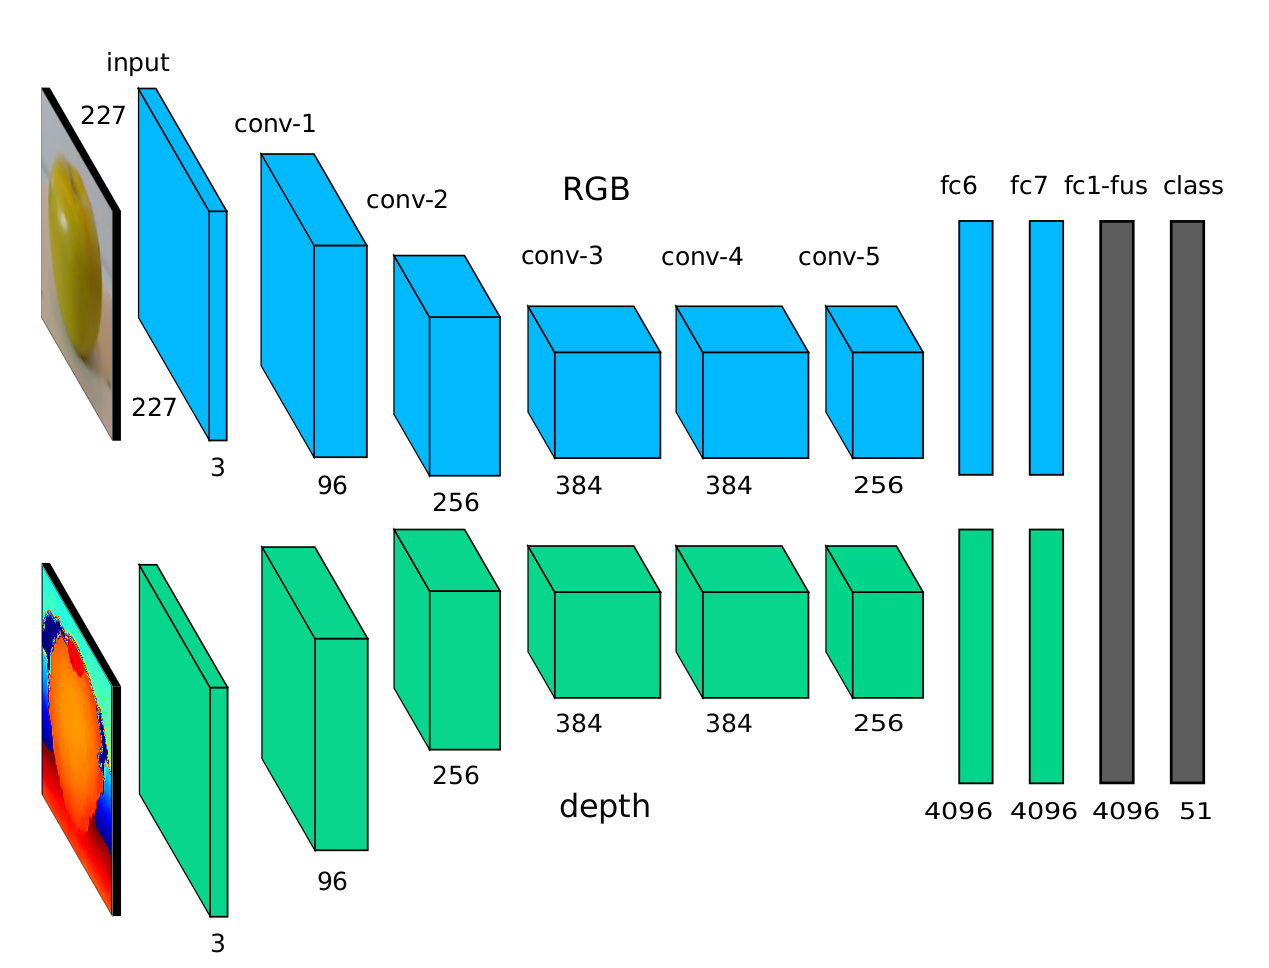 input
227
conv-1
conv-2
RGB
fc6 fc7 fc1-fus class
conv-3 conv-4 conv-5
227
3
96
256
384 384 256
384 384 256
256
depth
4096 4096 4096 51
96
3